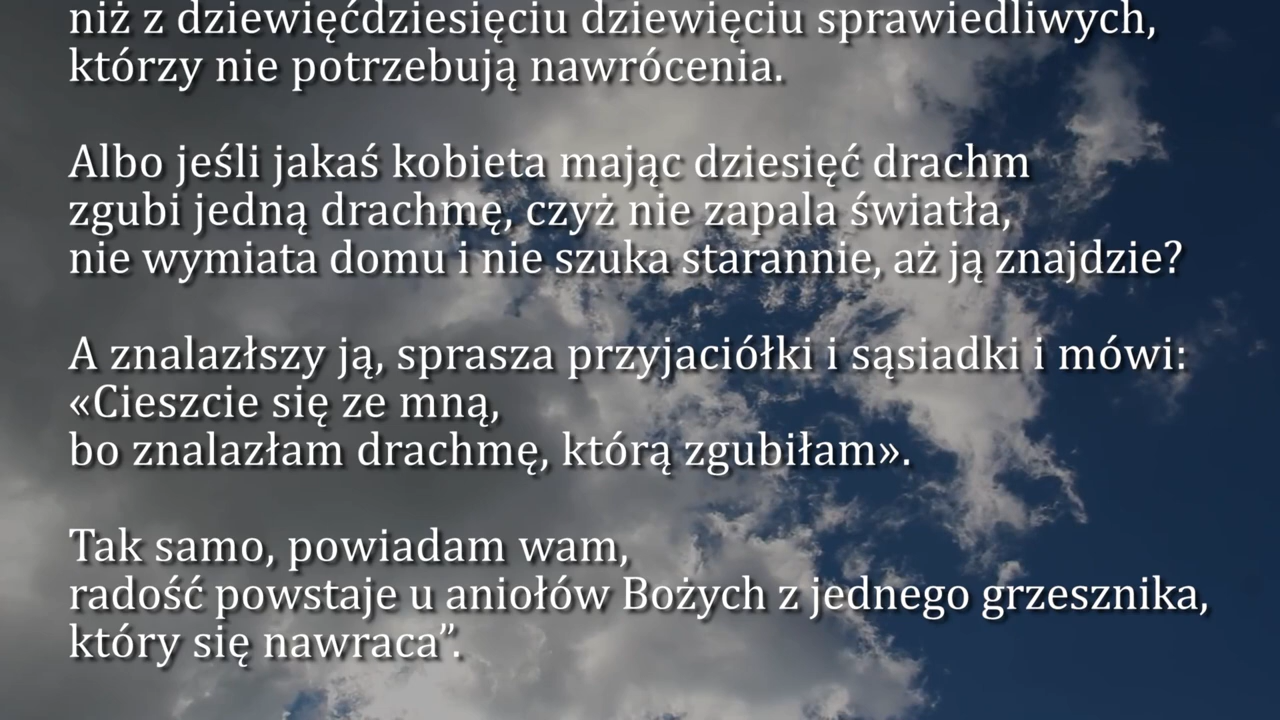 niż z dziewięćdziesięciu dziewięciu sprawiedliwych,
którzy nie potrzebują nawrócenia.
Albo jeśli jakaś kobieta mając dziesięć drachm
zgubi jedną drachmę, czyż nie zapala światła,
nie wymiata domu i nie szuka starannie, aż ją znajdzie?
A znalazłszy ją, sprasza przyjaciółki i sąsiadki i mówi:
«Cieszcie się ze mną,
bo znalazłam drachmę, którą zgubiłam».
Tak samo, powiadam wam,
radość powstaje u aniołów Bożych z jednego grzesznika,
który się nawraca”.